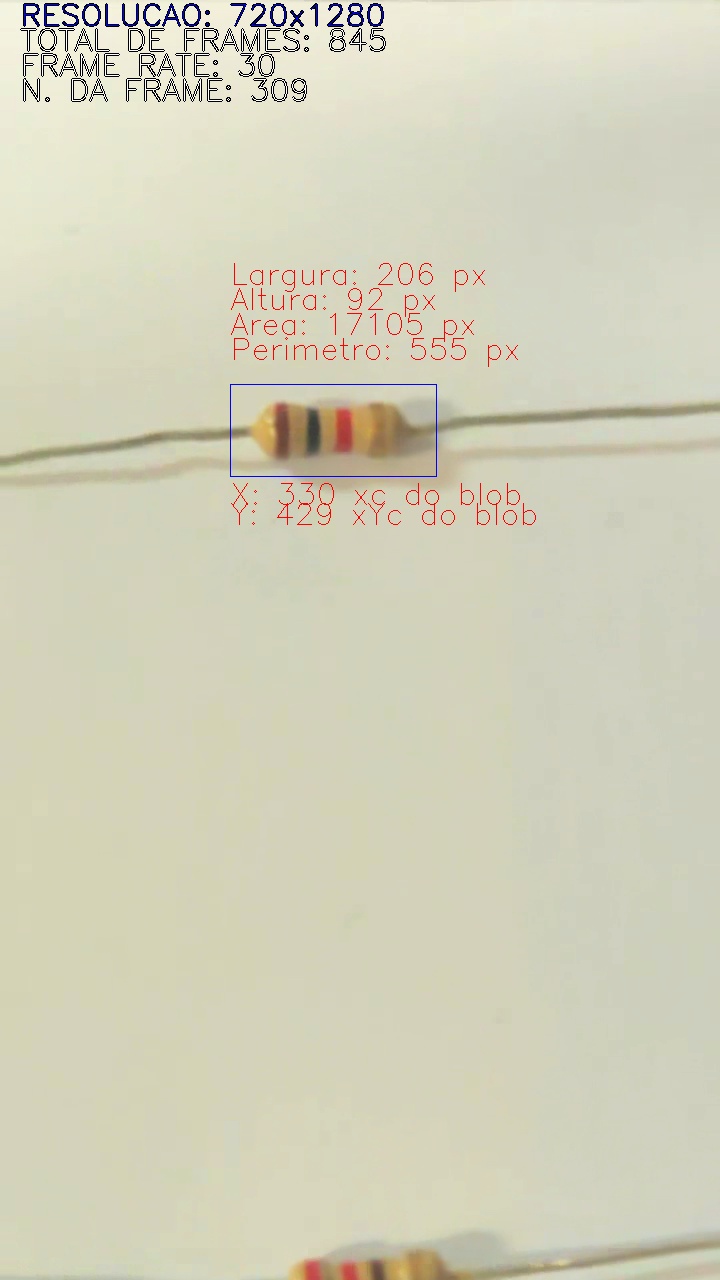 RESOLUCAO: 720x1280
TOTAL DE FRAMES: 845
FRAME RATE: 30
N. DA FRAME: 309
Largura: 206 px
Altura: 92 px
Area: 17105 px
Perimetro: 555 px
X: 330 xc do blob
Y: 429 xYc do blob